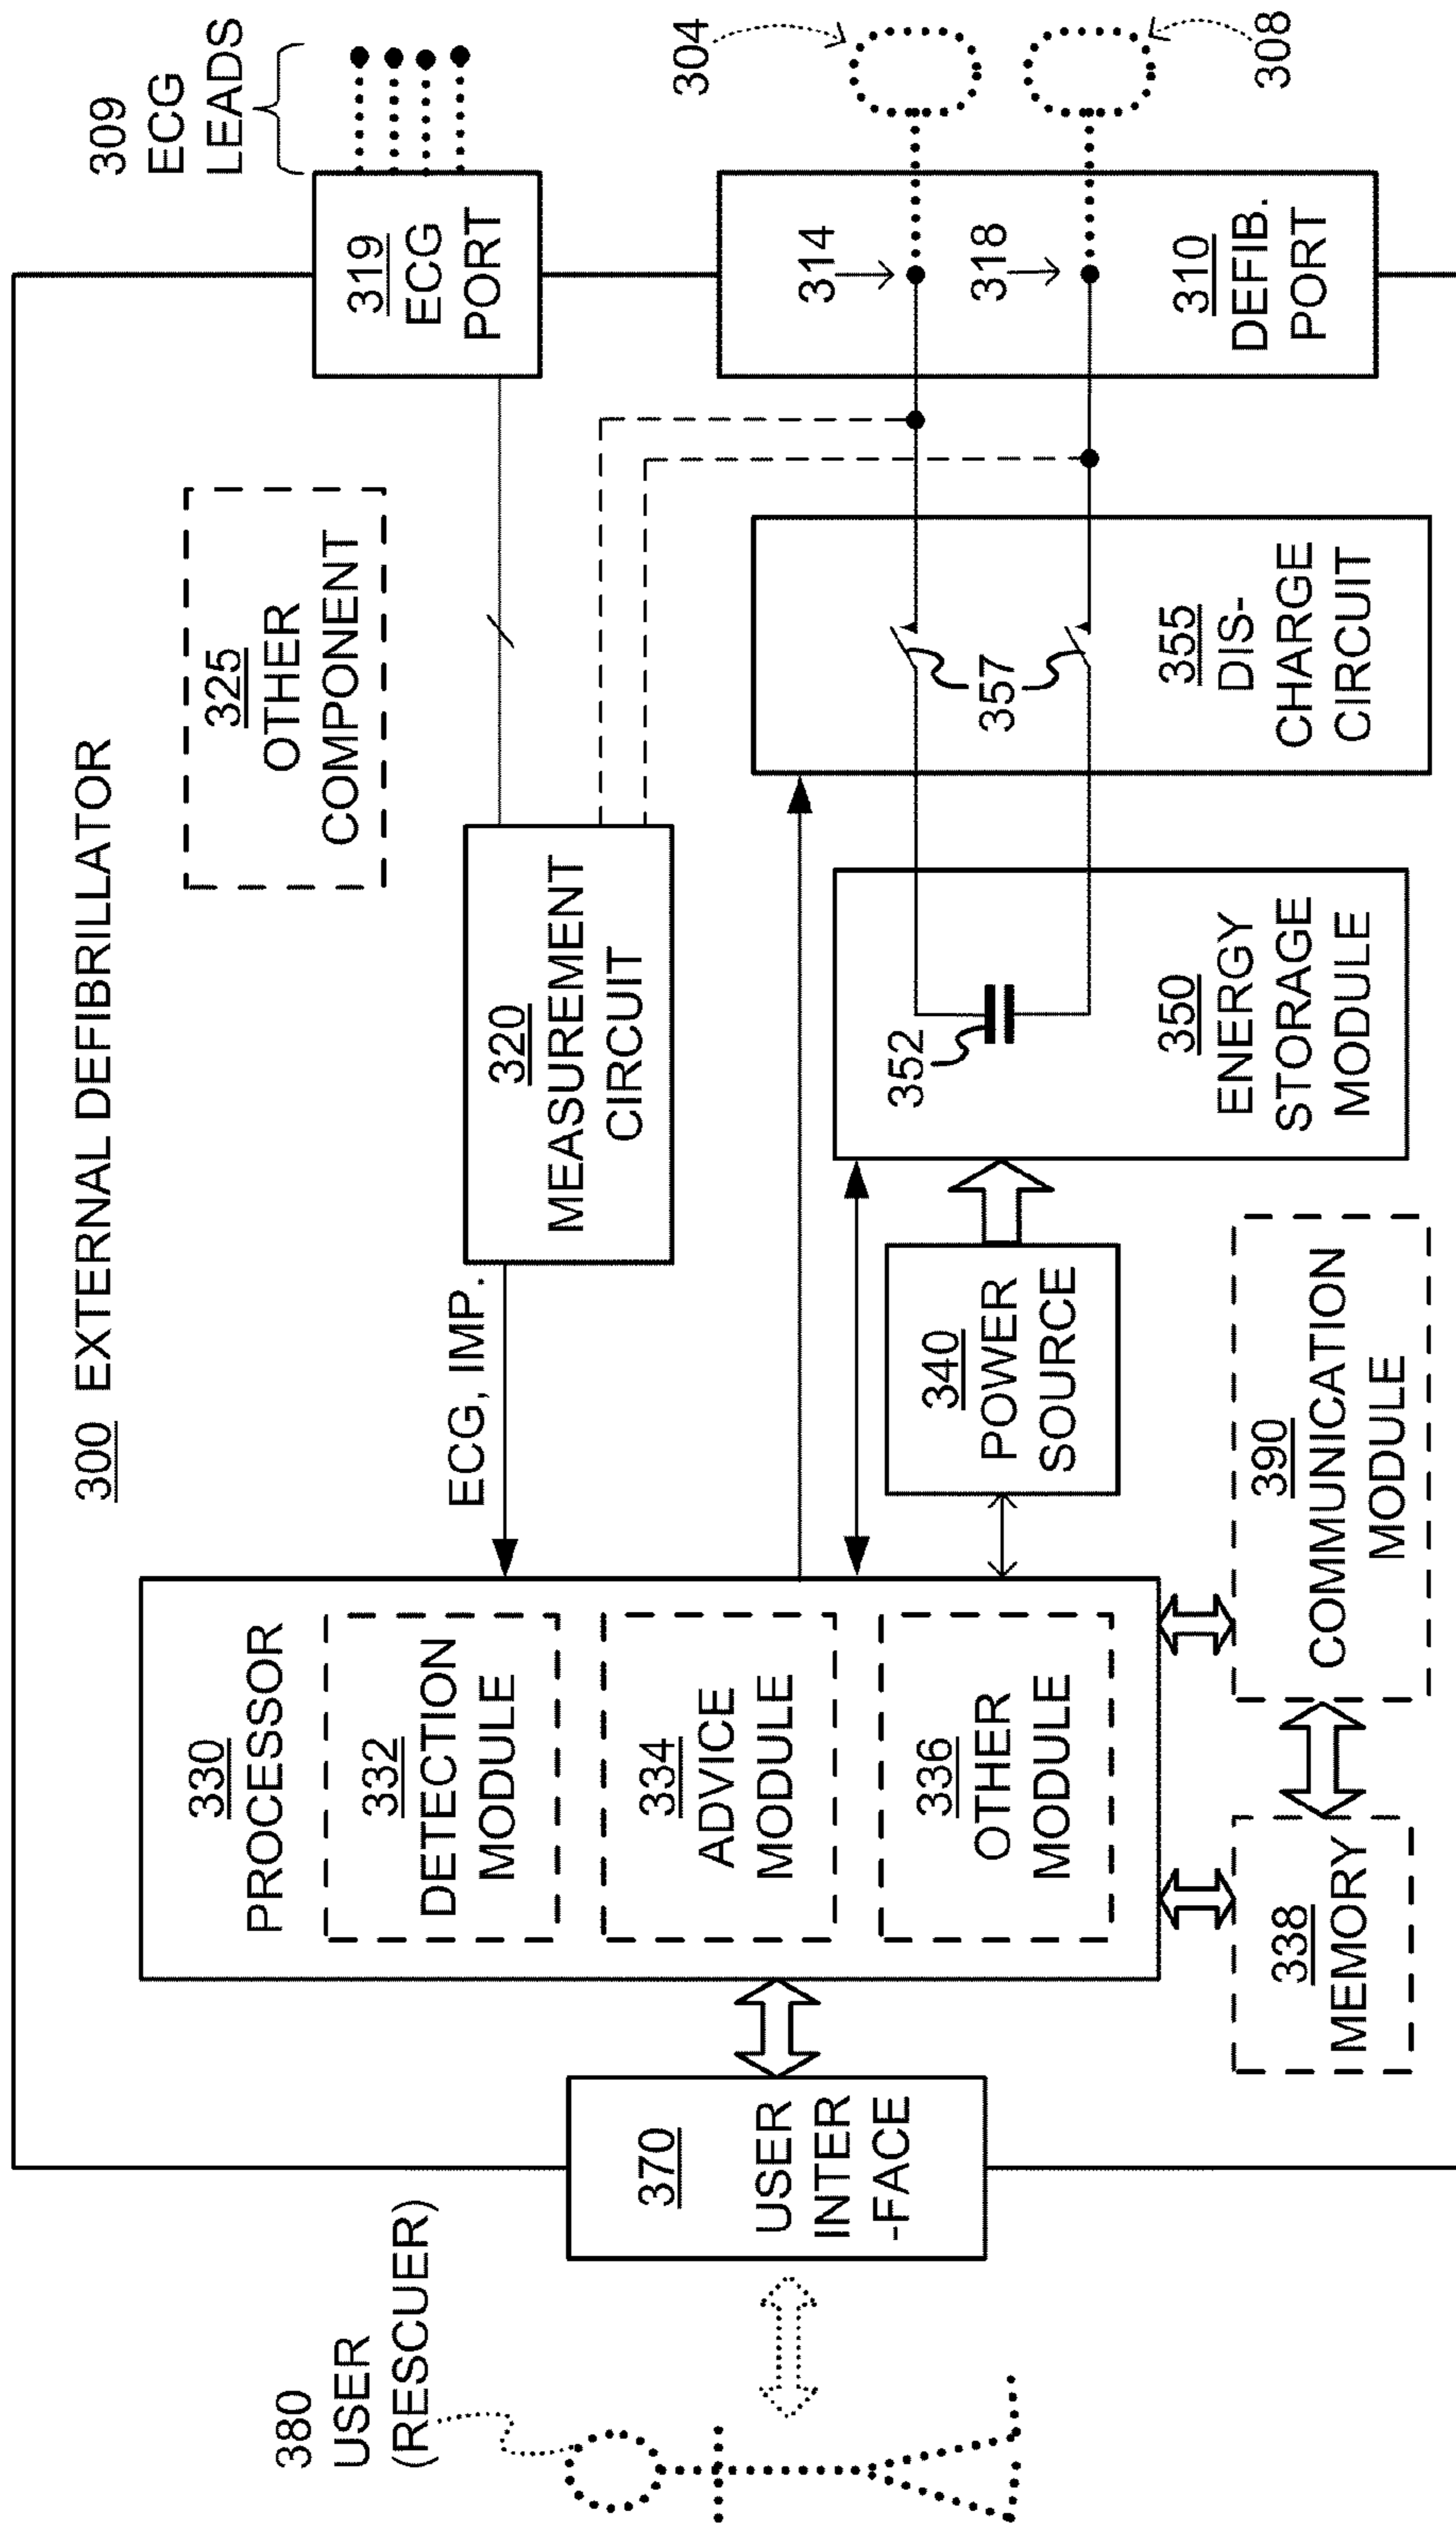 300 EXTERNAL DEFIBRILLATOR
309
ECG
LEADS
319
ECG
PORT
325
OTHER
COMPONENT
320
MEASUREMENT
CIRCUIT
ECG, IMP.
330
PROCESSOR
332
DETECTION
MODULE
334
ADVICE
MODULE
336
OTHER
MODULE
380
USER
(RESCUER)
370
USER
INTER
-FACE
304
308
314
318
310
DEFIB.
PORT
357
355
DIS-
CHARGE
CIRCUIT
352
350
ENERGY
STORAGE
MODULE
340
POWER
SOURCE
338
MEMORY
390
COMMUNICATION
MODULE